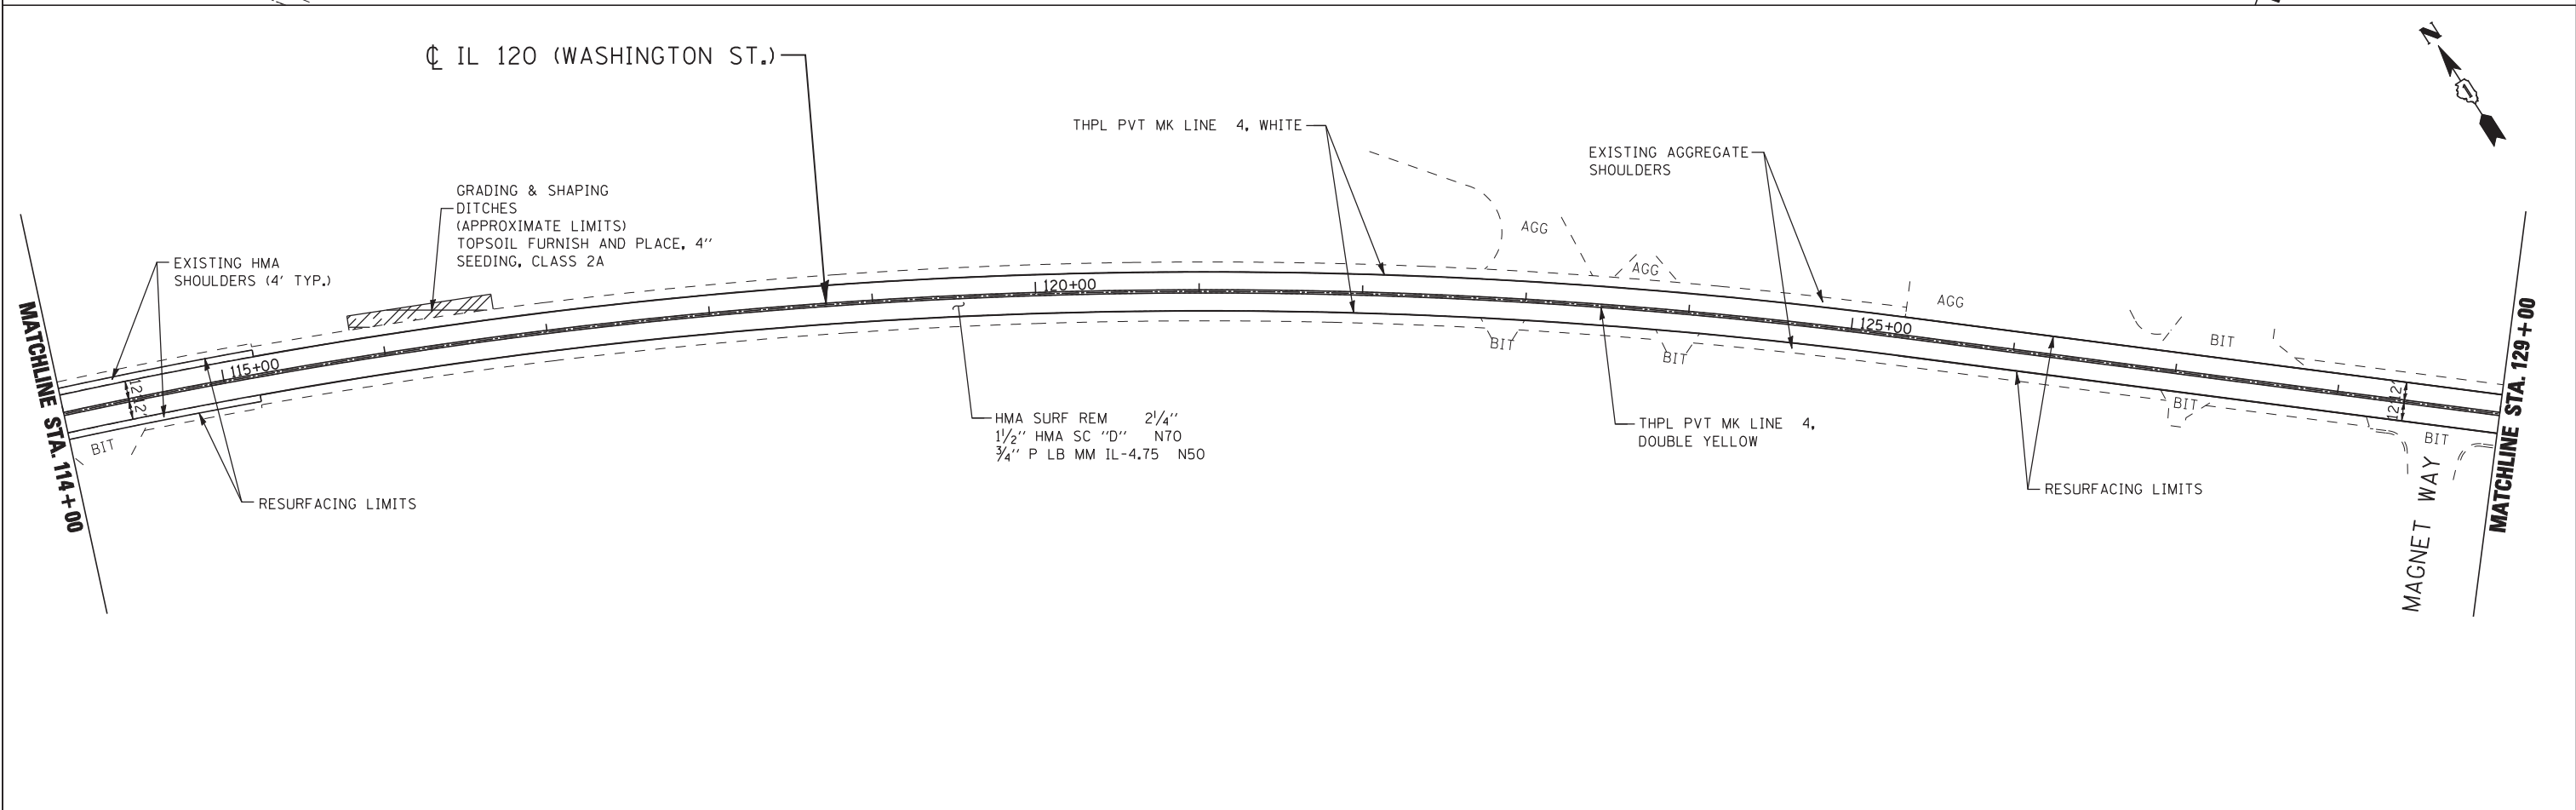 ℄ IL 120 (WASHINGTON ST.)
N
THPL PVT MK LINE 4, WHITE
EXISTING AGGREGATE
SHOULDERS
GRADING & SHAPING
DITCHES
(APPROXIMATE LIMITS)
TOPSOIL FURNISH AND PLACE, 4"
SEEDING, CLASS 2A
EXISTING HMA
SHOULDERS (4' TYP.)
AGG
AGG
AGG
120+00
125+00
115+00
BIT
BIT
BIT
BIT
BIT
BIT
12'
12'
12'
12'
MATCHLINE STA. 114+00
MATCHLINE STA. 129+00
HMA SURF REM 2¼"
1½" HMA SC "D" N70
¾" P LB MM IL-4.75 N50
THPL PVT MK LINE 4,
DOUBLE YELLOW
RESURFACING LIMITS
RESURFACING LIMITS
MAGNET WAY